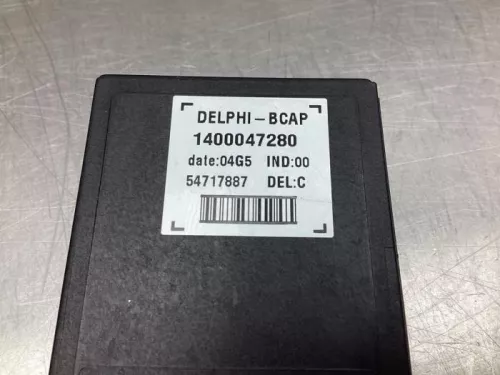 DELPHI-BCAP
1400047280
date:04G5 IND:00
54717887 DEL:C